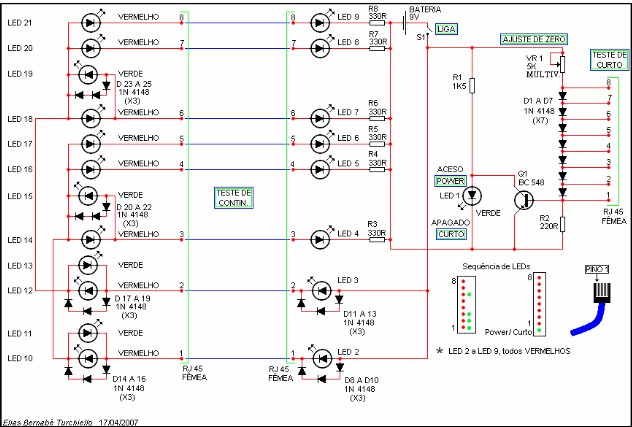 LED 21
VERMELHO
8
8
LED 9
R8
330R
BATERIA
9V
S1
LIGA
AJUSTE DE ZERO
LED 20
VERMELHO
7
7
LED 8
R7
330R
VR 1
5K
MULTIV.
TESTE DE
CURTO
LED 19
VERDE
D 23 A 25
1N 4148
(X3)
R1
1K5
D1 A D7
1N 4148
(X7)
8
7
6
5
4
3
2
1
LED 18
VERMELHO
6
6
LED 7
R6
330R
LED 17
VERMELHO
5
5
LED 6
R5
330R
LED 16
VERMELHO
4
4
LED 5
R4
330R
ACESO
POWER
LED 1
VERDE
APAGADO
CURTO
Q1
BC 548
R2
220R
RJ 45
FÊMEA
LED 15
VERDE
D 20 A 22
1N 4148
(X3)
TESTE DE
CONTIN.
LED 14
VERMELHO
3
3
LED 4
R3
330R
LED 13
VERDE
LED 12
VERMELHO
2
2
LED 3
D 17 A 19
1N 4148
(X3)
D11 A 13
1N 4148
(X3)
Sequência de LEDs
8
1
8
1
Power/ Curto
PINO 1
LED 11
VERDE
LED 10
VERMELHO
1
1
LED 2
D14 A 16
1N 4148
(X3)
RJ 45
FÊMEA
RJ 45
FÊMEA
D8 A D10
1N 4148
(X3)
* LED 2 a LED 9, todos VERMELHOS
Elias Bernabé Turchiello 17/04/2007